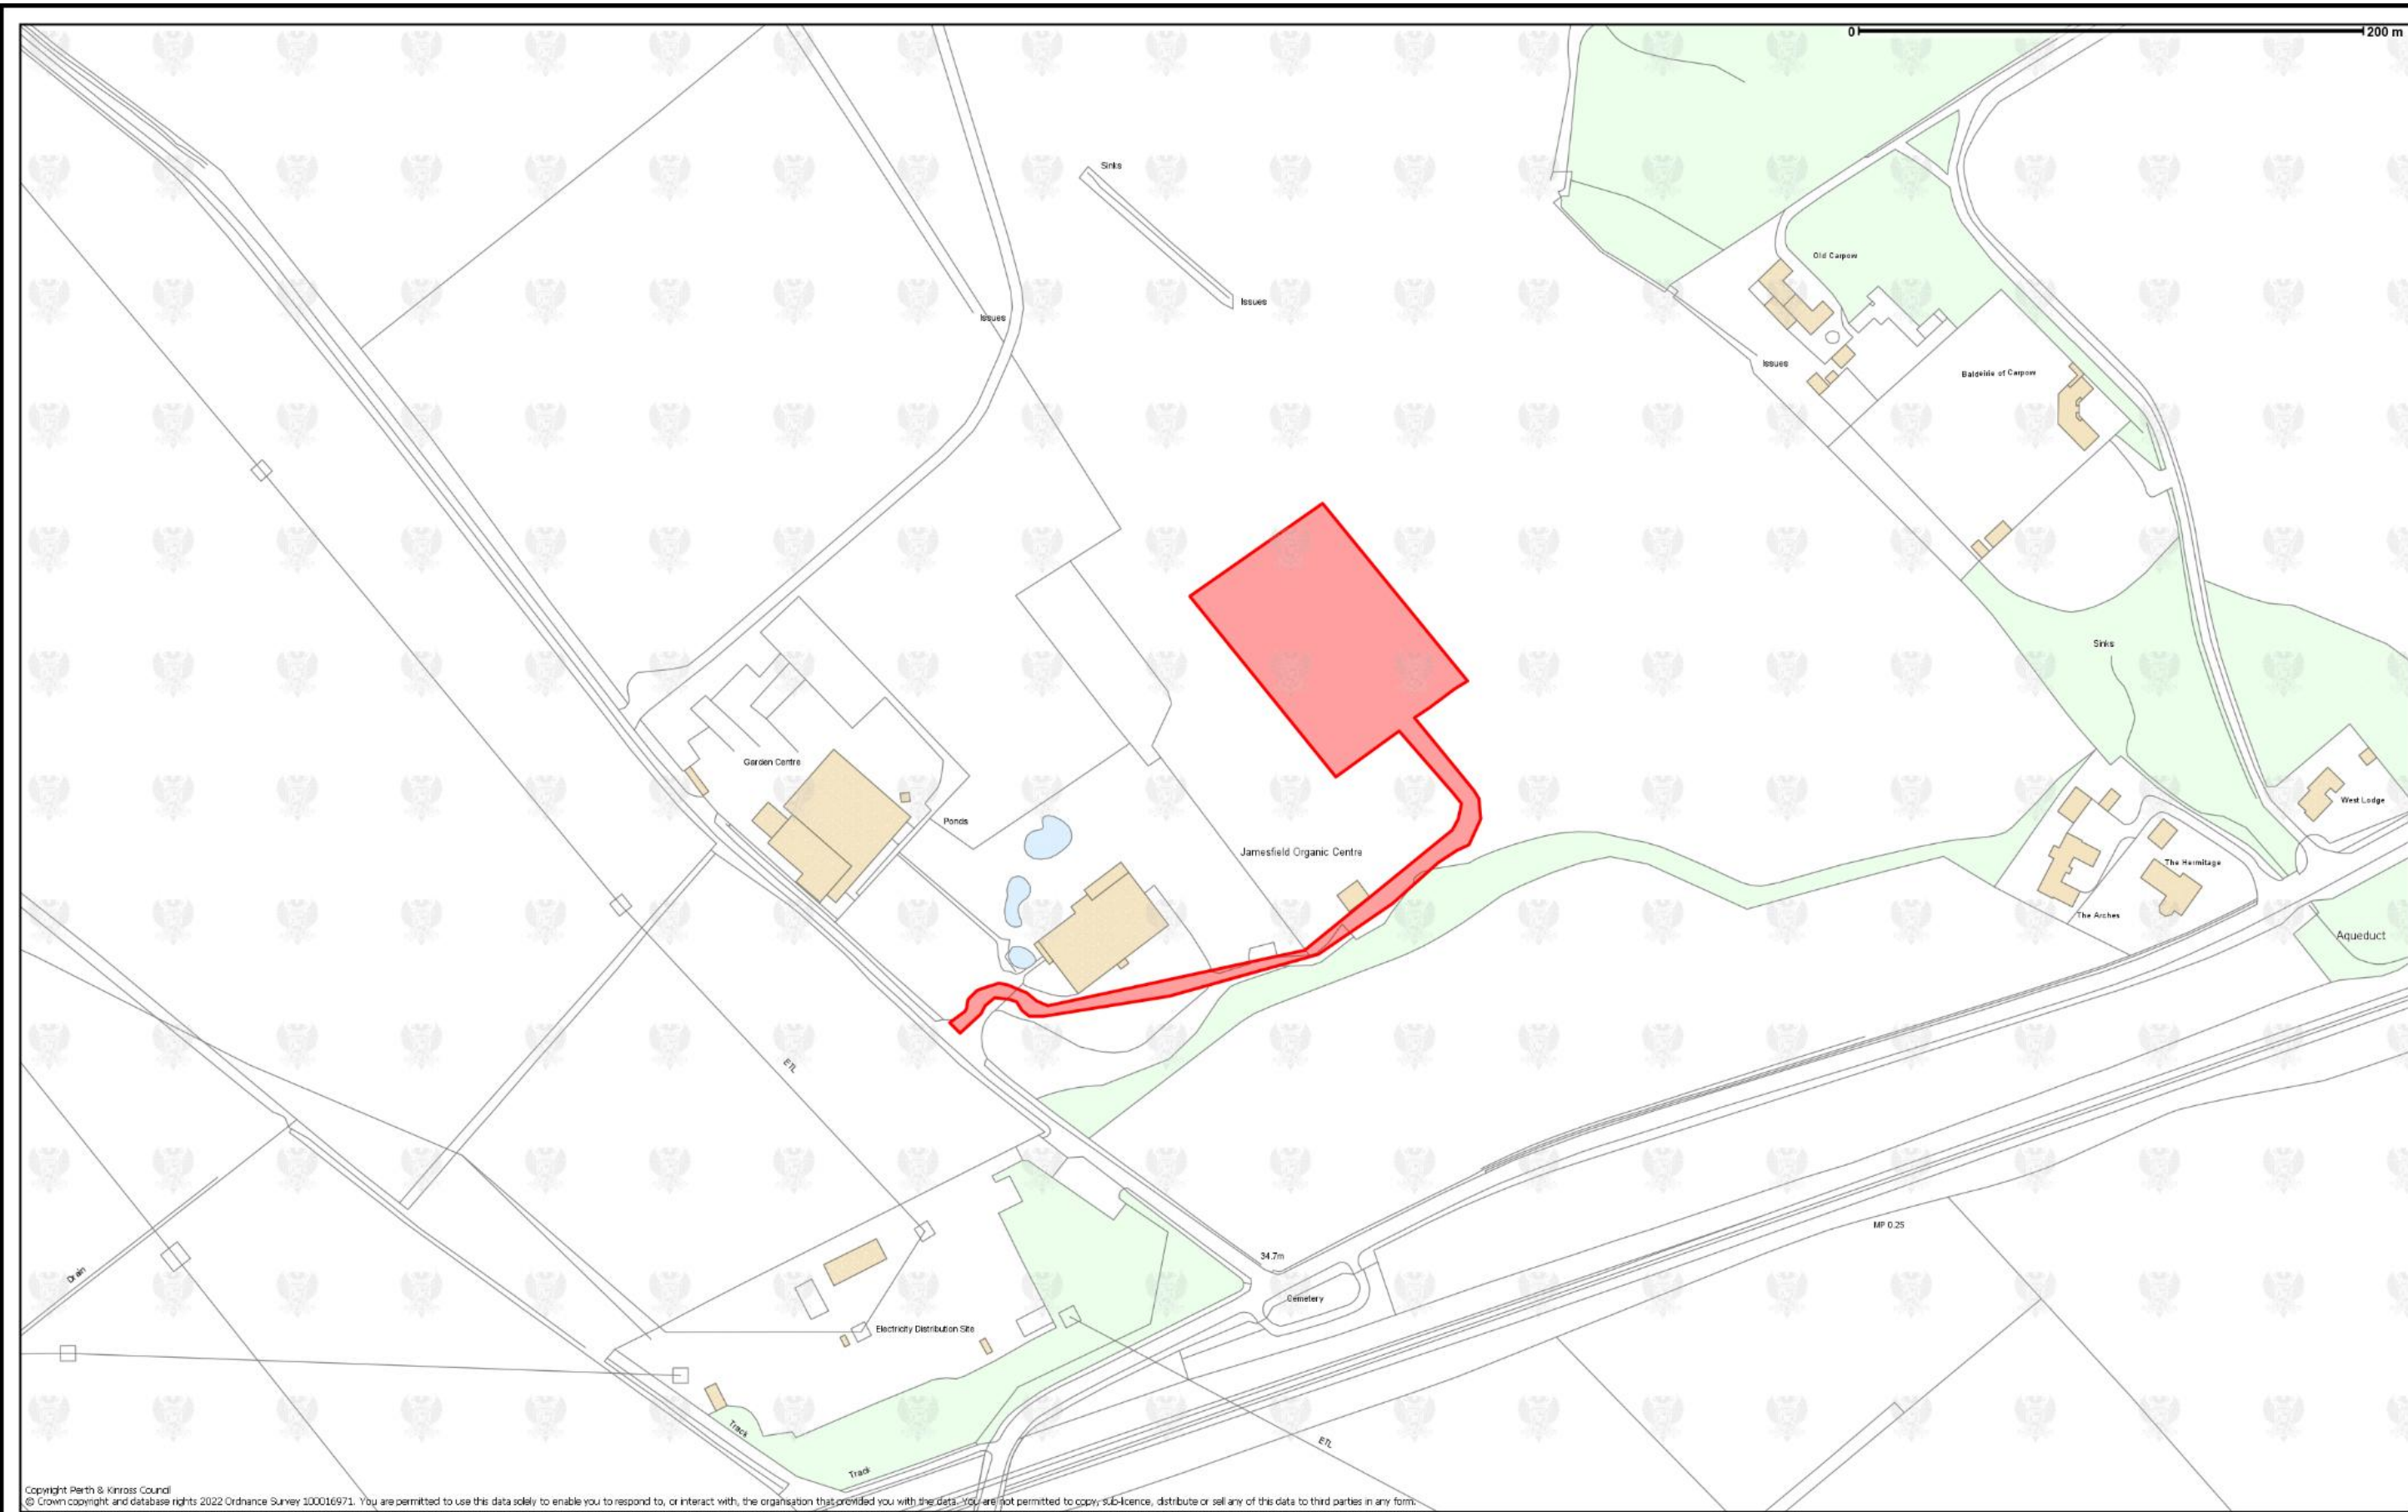 0
200 m
Sinks
Issues
Issues
Old Carpow
Issues
Baldeirie of Carpow
Sinks
Garden Centre
Ponds
West Lodge
Jamesfield Organic Centre
The Hermitage
The Arches
Aqueduct
ETL
MP 0.25
34.7m
Drain
Cemetery
Electricity Distribution Site
Track
ETL
Track
Copyright Perth & Kinross Council
© Crown copyright and database rights 2022 Ordnance Survey 100016971. You are permitted to use this data solely to enable you to respond to, or interact with, the organisation that provided you with the data. You are not permitted to copy, sub-licence, distribute or sell any of this data to third parties in any form.